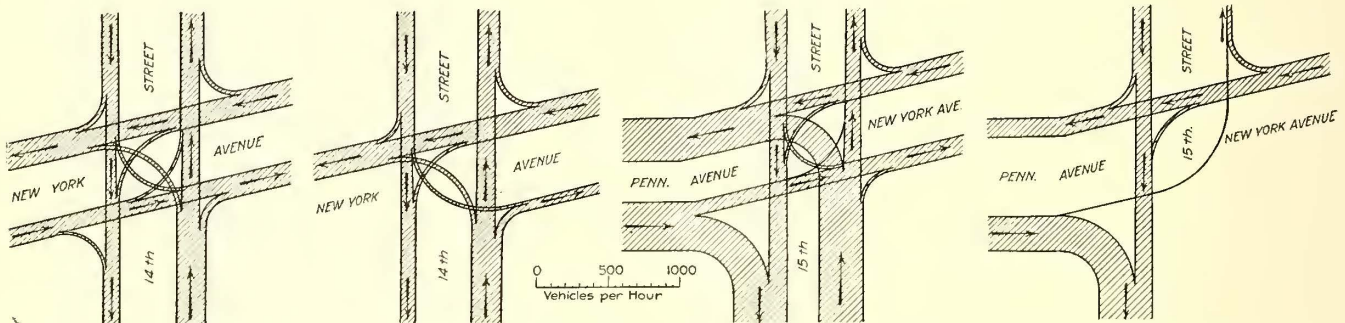 STREET
AVENUE
NEW YORK
14 th
STREET
AVENUE
NEW YORK
14 th
0 500 1000
Vehicles per Hour
STREET
NEW YORK AVE.
PENN. AVENUE
15 th
STREET
15 th.
NEW YORK AVENUE
PENN. AVENUE